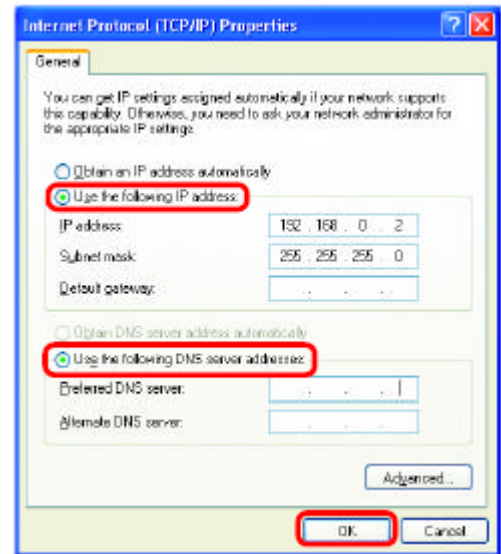 Internet Protocol (TCP/IP) Properties
General
You can get IP settings assigned automatically if your network supports
this capability. Otherwise, you need to ask your network administrator for
the appropriate IP settings.
Obtain an IP address automatically
Use the following IP address:
IP address: 192 . 168 . 0 . 2
Subnet mask: 255 . 255 . 255 . 0
Default gateway: . . .
Obtain DNS server address automatically
Use the following DNS server addresses:
Preferred DNS server: . . .
Alternate DNS server: . . .
Advanced...
OK Cancel